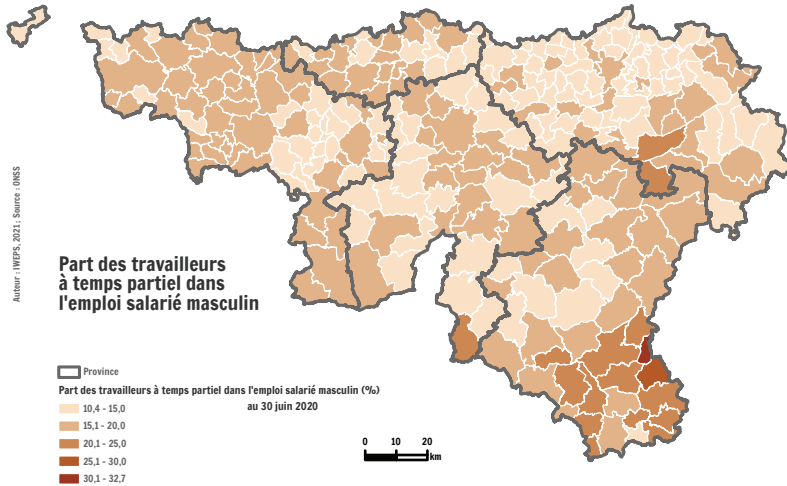 Auteur : IWEPS, 2021 ; Source : ONSS
Part des travailleurs
à temps partiel dans
l'emploi salarié masculin
Province
Part des travailleurs à temps partiel dans l'emploi salarié masculin (%)
au 30 juin 2020
10,4 - 15,0
15,1 - 20,0
20,1 - 25,0
25,1 - 30,0
30,1 - 32,7
0 10 20
km